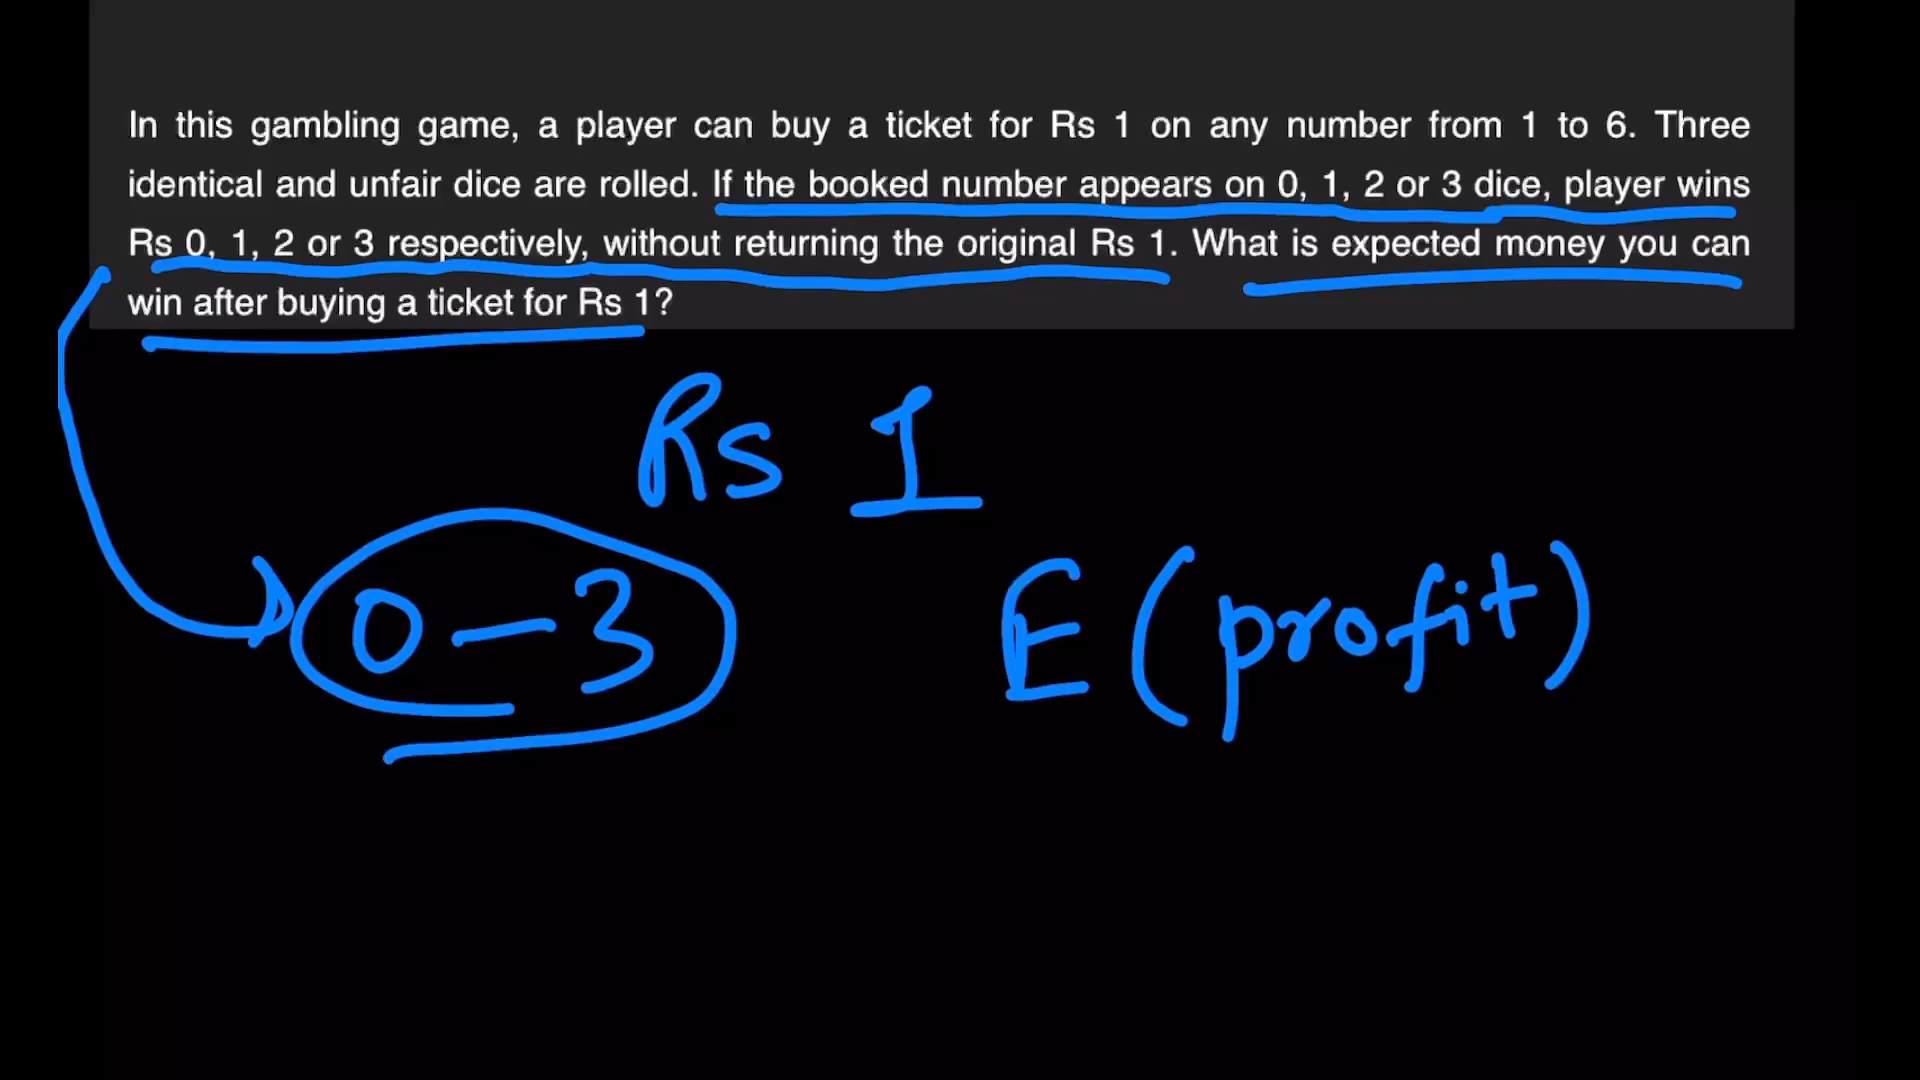 In this gambling game, a player can buy a ticket for Rs 1 on any number from 1 to 6. Three
identical and unfair dice are rolled. If the booked number appears on 0, 1, 2 or 3 dice, player wins
Rs 0, 1, 2 or 3 respectively, without returning the original Rs 1. What is expected money you can
win after buying a ticket for Rs 1?
Rs 1
0 – 3
E (profit)